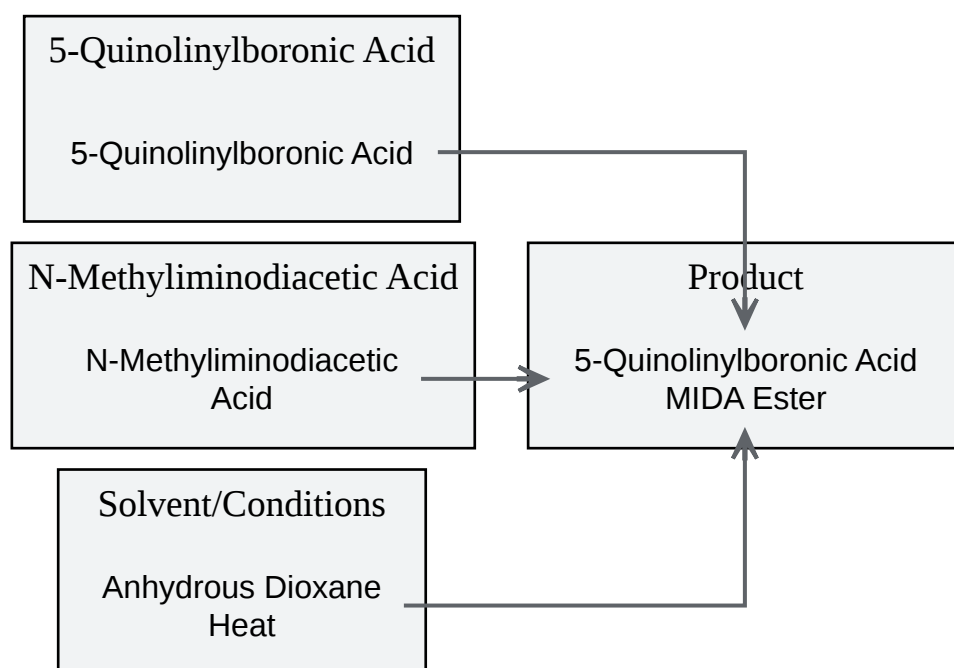 5-Quinolinylboronic Acid
5-Quinolinylboronic Acid
N-Methyliminodiacetic Acid
N-Methyliminodiacetic
Acid
Product
5-Quinolinylboronic Acid
MIDA Ester
Solvent/Conditions
Anhydrous Dioxane
Heat